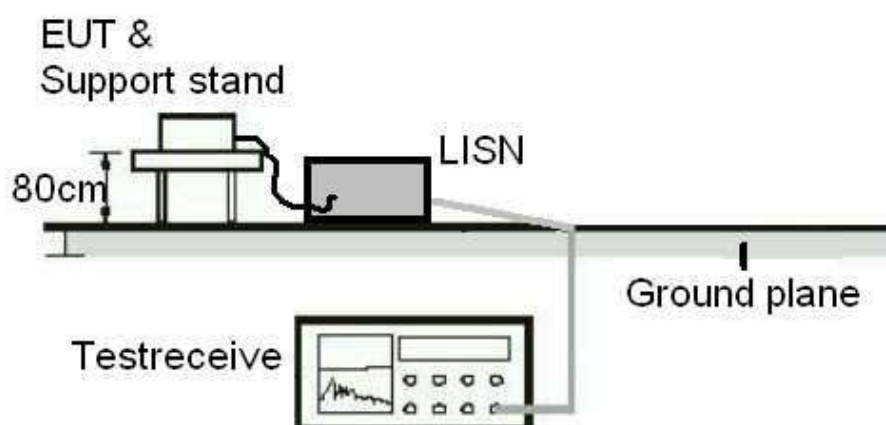 EUT &
Support stand
LISN
80cm
Ground plane
Testreceive